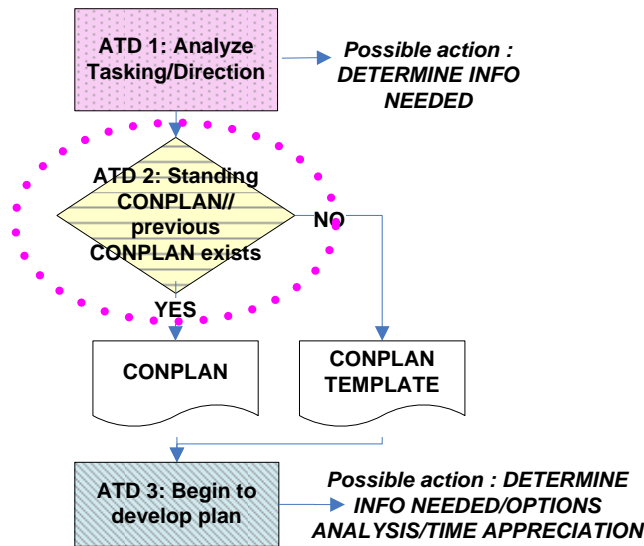 ATD 1: Analyze
Tasking/Direction
Possible action :
DETERMINE INFO
NEEDED
ATD 2: Standing
CONPLAN//
previous
CONPLAN exists
NO
YES
CONPLAN
CONPLAN
TEMPLATE
ATD 3: Begin to
develop plan
Possible action : DETERMINE
INFO NEEDED/OPTIONS
ANALYSIS/TIME APPRECIATION